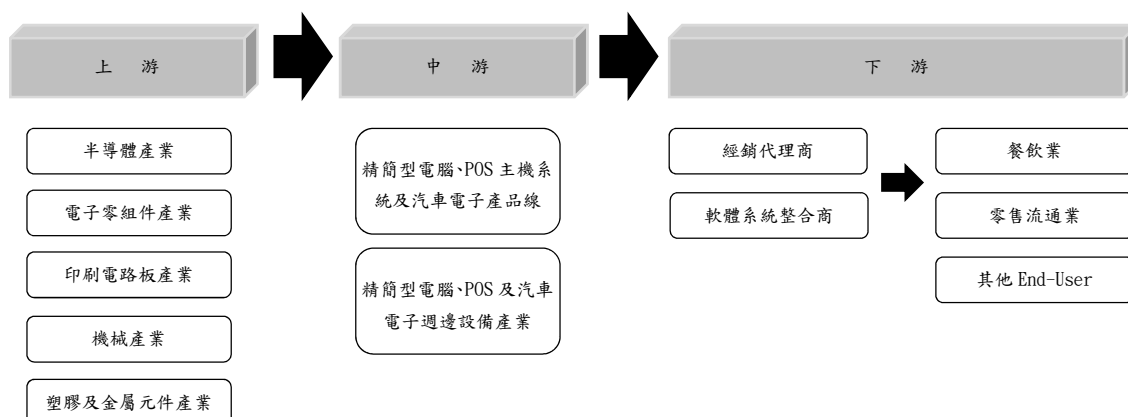 上 游
中 游
下 游
半導體產業
電子零組件產業
印刷電路板產業
機械產業
塑膠及金屬元件產業
精簡型電腦、POS 主機系
統及汽車電子產品線
精簡型電腦、POS 及汽車
電子週邊設備產業
經銷代理商
軟體系統整合商
餐飲業
零售流通業
其他 End-User